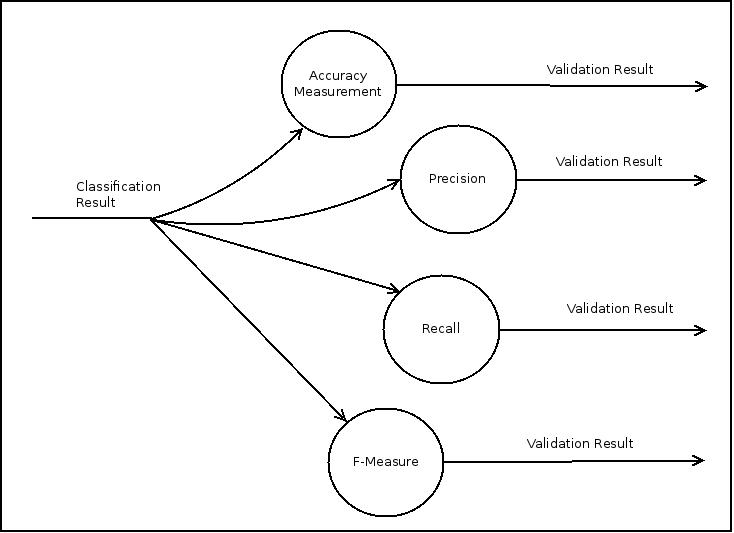 Accuracy
Measurement
Validation Result
Precision
Validation Result
Classification
Result
Recall
Validation Result
F-Measure
Validation Result